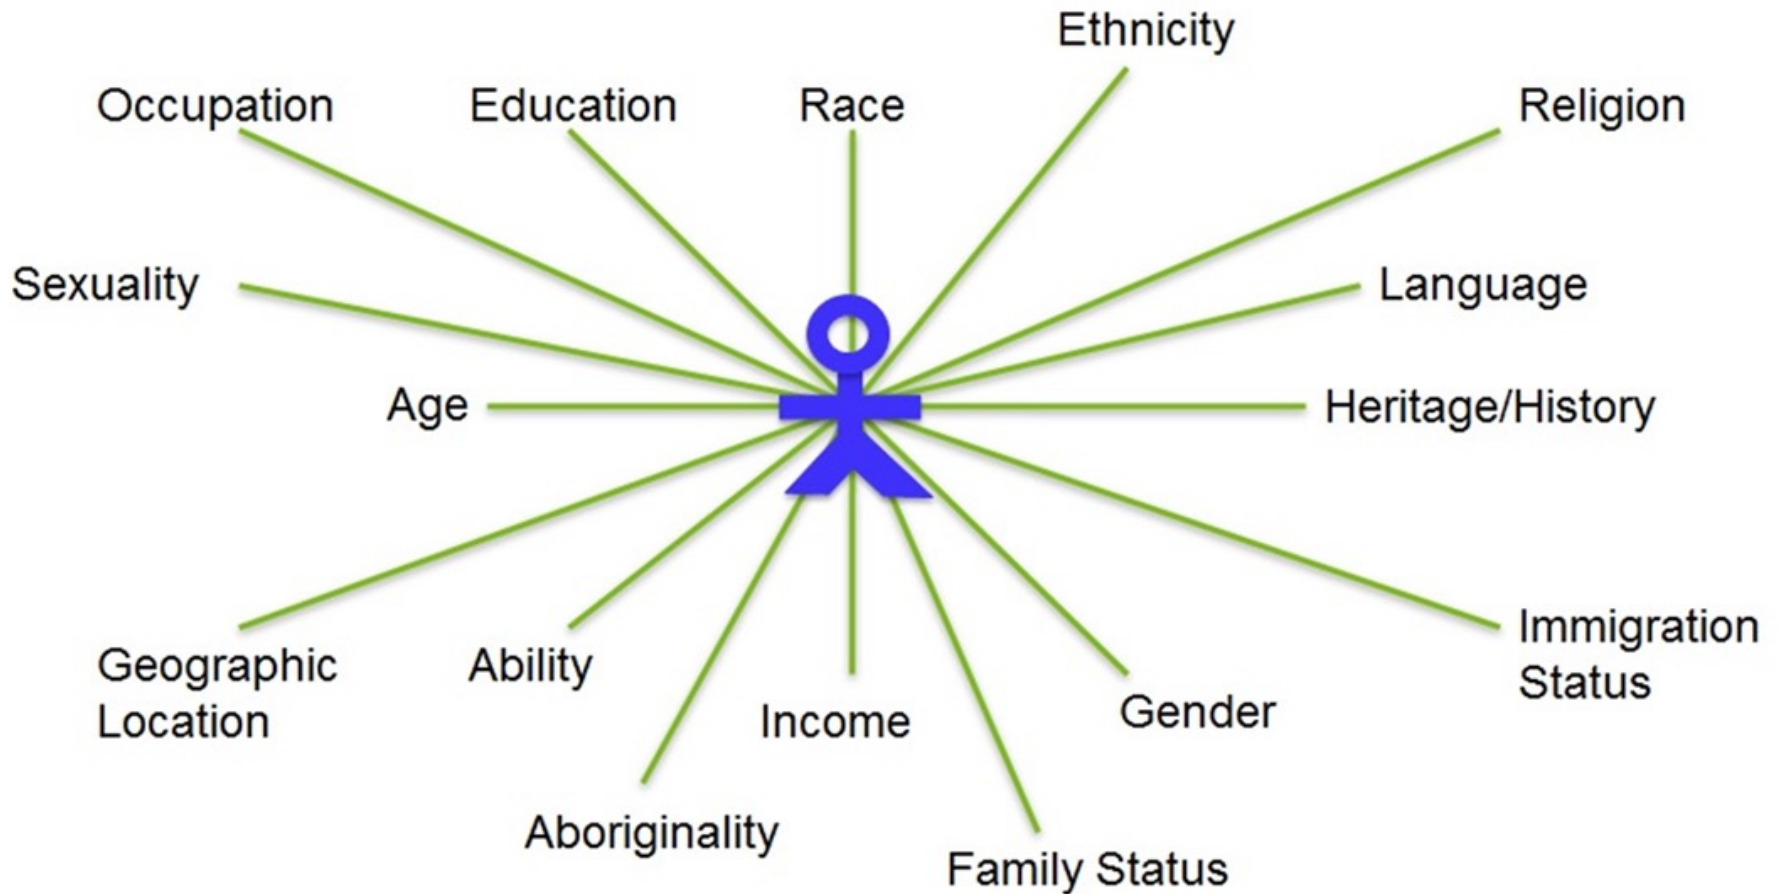 Ethnicity
Occupation
Education
Race
Religion
Sexuality
Language
Age
Heritage/History
Geographic
Location
Ability
Immigration
Status
Income
Gender
Aboriginality
Family Status